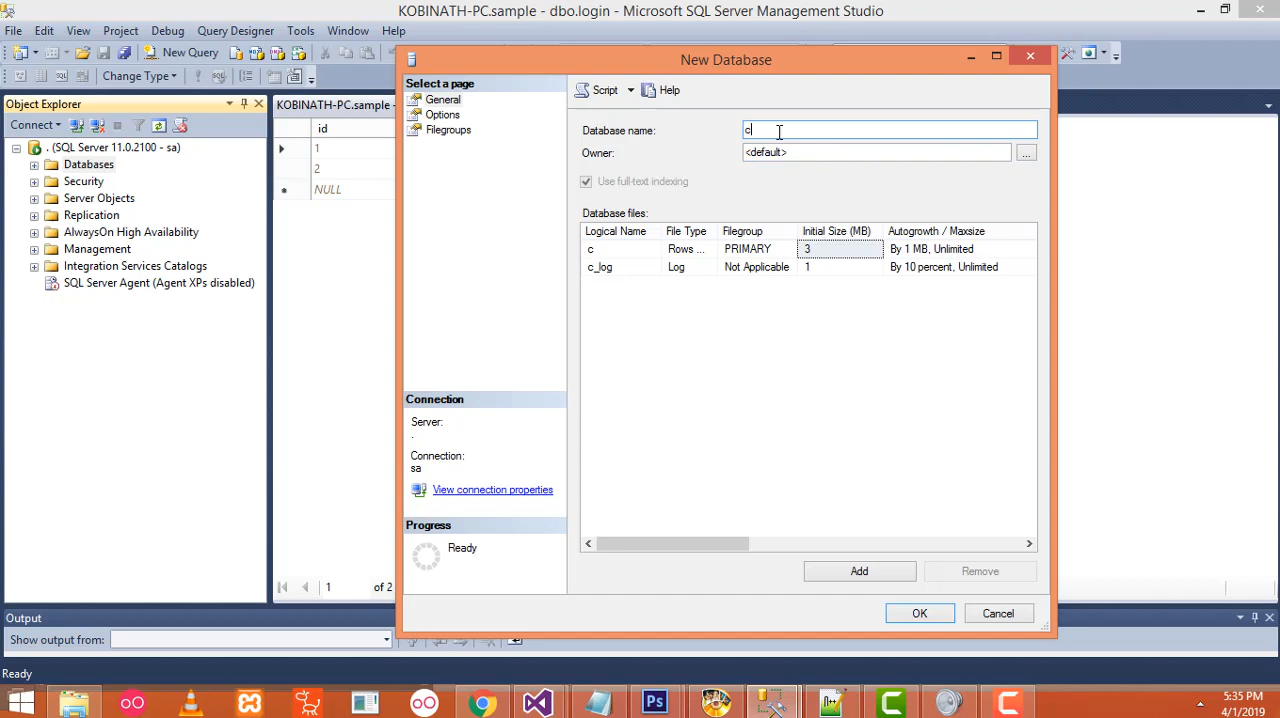 KOBINATH-PC.sample - dbo.login - Microsoft SQL Server Management Studio
File Edit View Project Debug Query Designer Tools Window Help
New Query
Change Type
Object Explorer
Connect
. (SQL Server 11.0.2100 - sa)
Databases
Security
Server Objects
Replication
AlwaysOn High Availability
Management
Integration Services Catalogs
SQL Server Agent (Agent XPs disabled)
KOBINATH-PC.sample -
id
1
2
NULL
1 of 2
New Database
Select a page
General
Options
Filegroups
Connection
Server:
.
Connection:
sa
View connection properties
Progress
Ready
Script Help
Database name: c
Owner: <default> ...
Use full-text indexing
Database files:
Logical Name File Type Filegroup Initial Size (MB) Autogrowth / Maxsize
c Rows ... PRIMARY 3 By 1 MB, Unlimited
c_log Log Not Applicable 1 By 10 percent, Unlimited
Add Remove
OK Cancel
Output
Show output from:
Ready
Ps
5:35 PM
4/1/2019